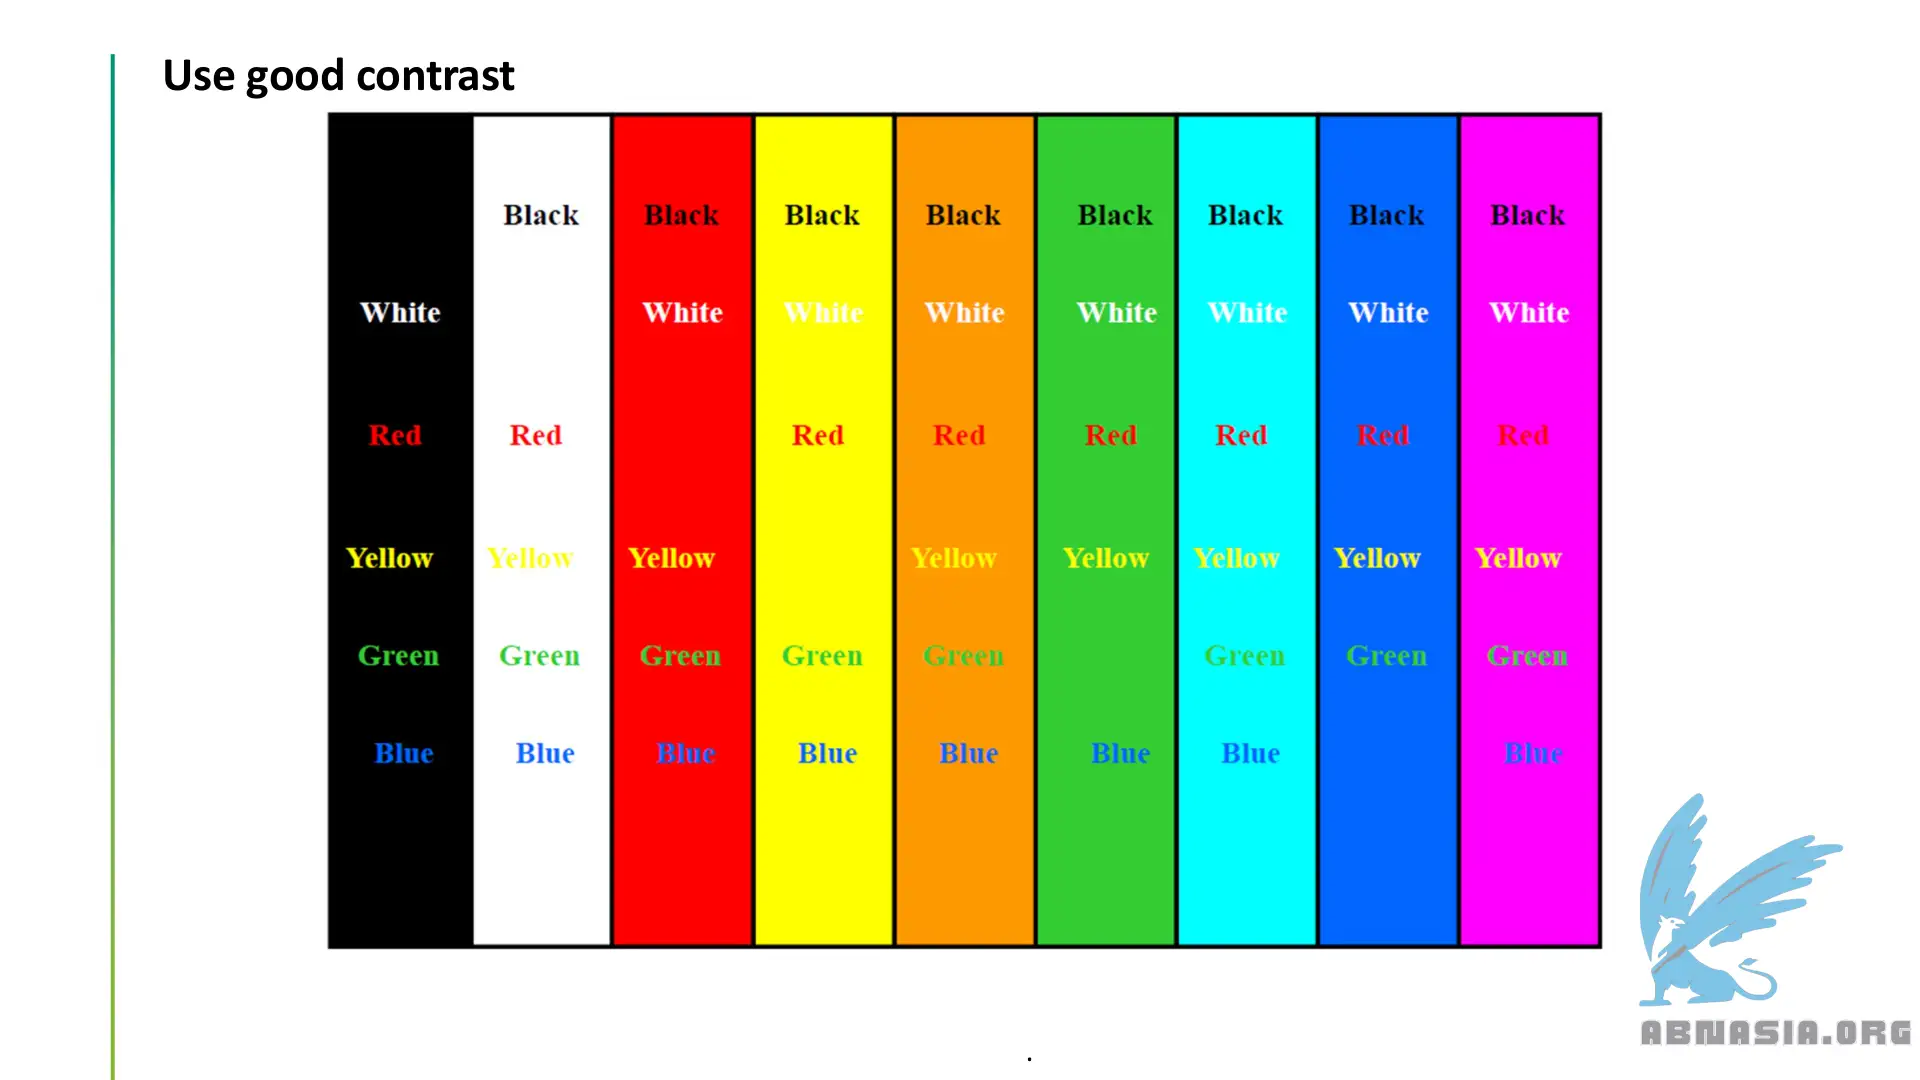 Use good contrast
Black Black Black Black Black Black Black Black
White White White White White White White White
Red Red Red Red Red Red Red Red
Yellow Yellow Yellow Yellow Yellow Yellow Yellow Yellow
Green Green Green Green Green Green Green Green
Blue Blue Blue Blue Blue Blue Blue Blue
ABNASIA.ORG
.